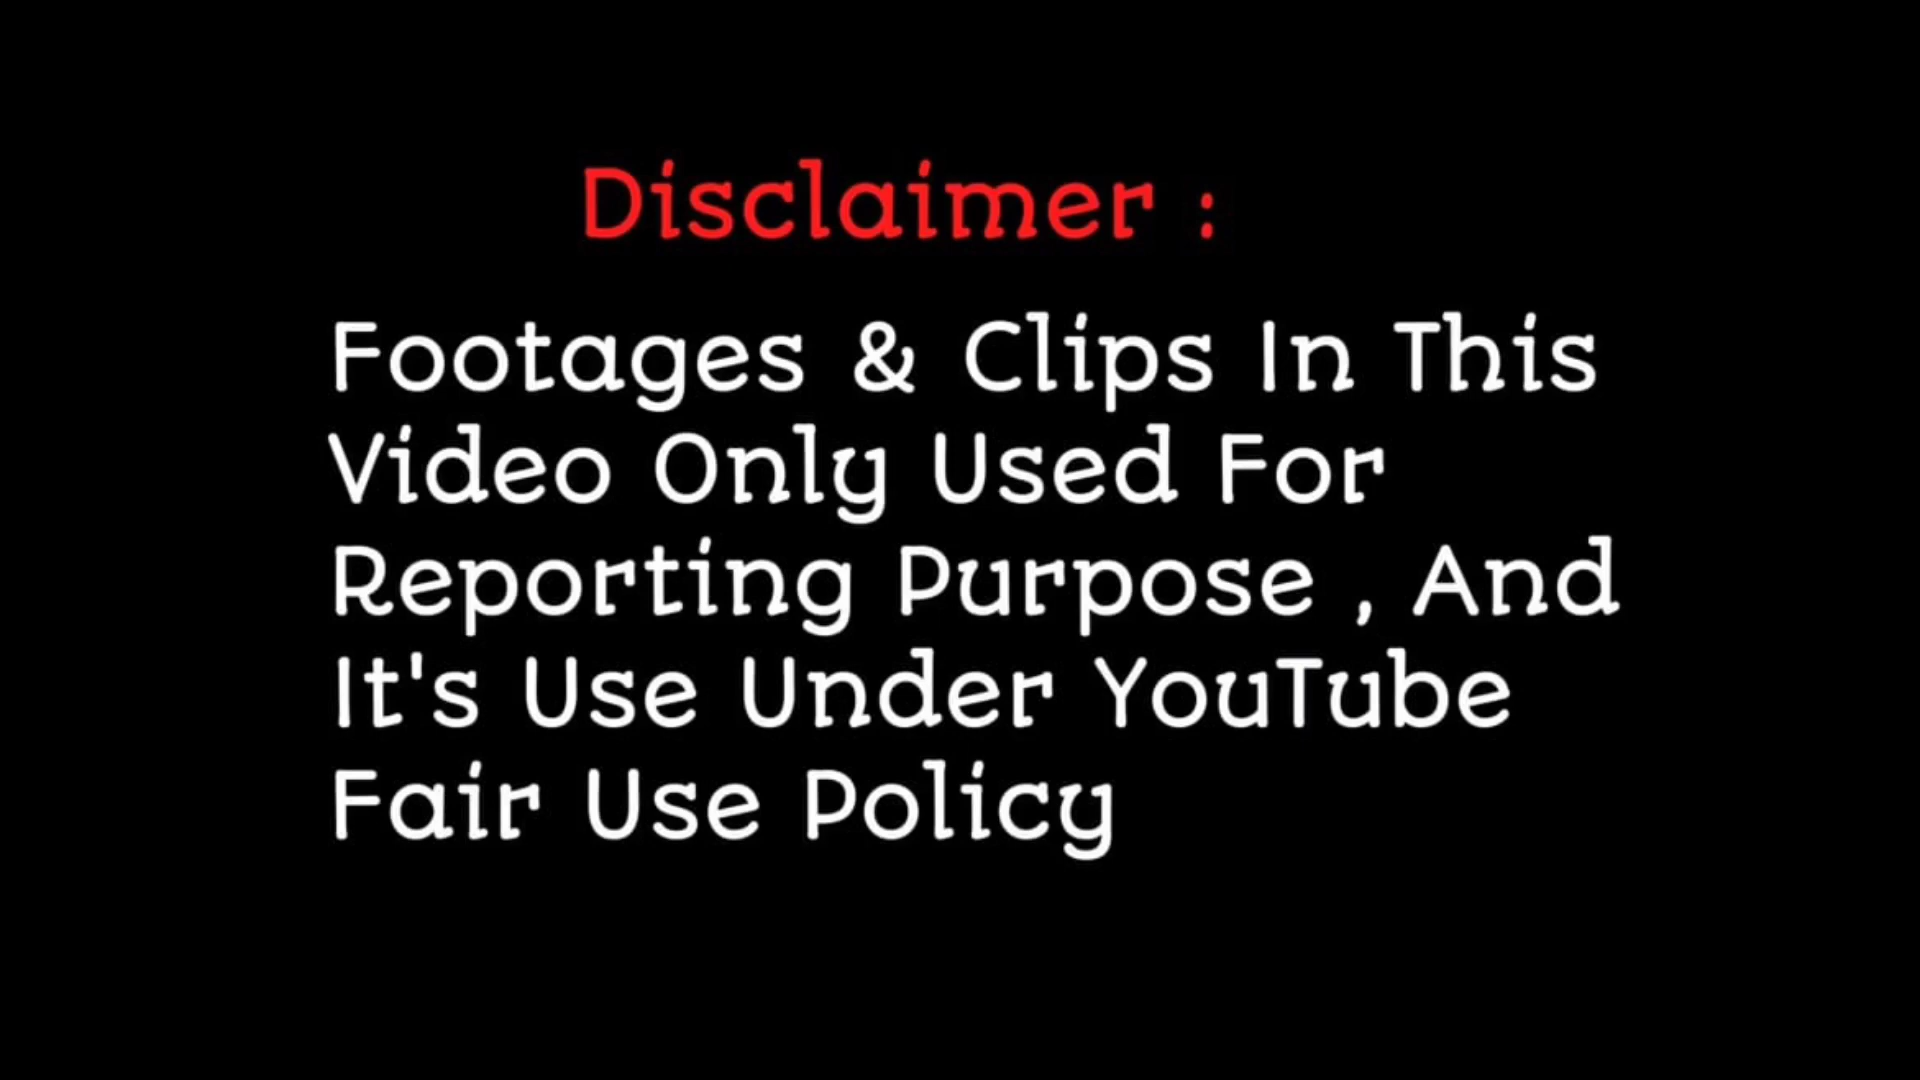 Disclaimer :
Footages & Clips In This
Video Only Used For
Reporting Purpose , And
It's Use Under YouTube
Fair Use Policy